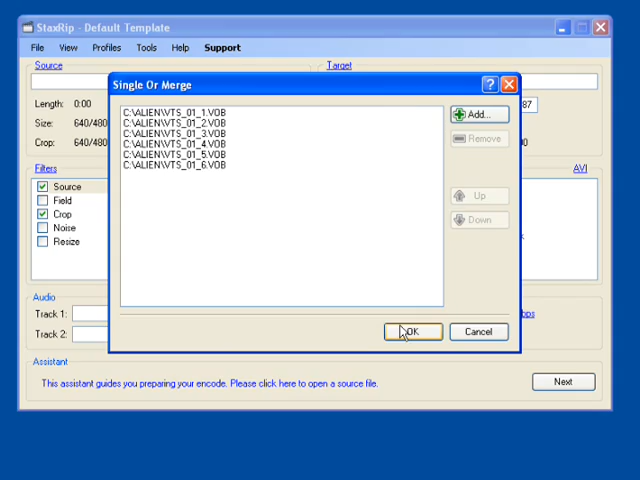 StaxRip - Default Template
File View Profiles Tools Help Support
Source
Target
Single Or Merge
Length: 0:00
Size: 640/480
Crop: 640/480
87
C:\ALIEN\VTS_01_1.VOB
C:\ALIEN\VTS_01_2.VOB
C:\ALIEN\VTS_01_3.VOB
C:\ALIEN\VTS_01_4.VOB
C:\ALIEN\VTS_01_5.VOB
C:\ALIEN\VTS_01_6.VOB
Add...
Remove
Up
Down
Filters
AVI
Source
Field
Crop
Noise
Resize
Audio
Track 1:
Track 2:
OK
Cancel
Assistant
This assistant guides you preparing your encode. Please click here to open a source file.
Next